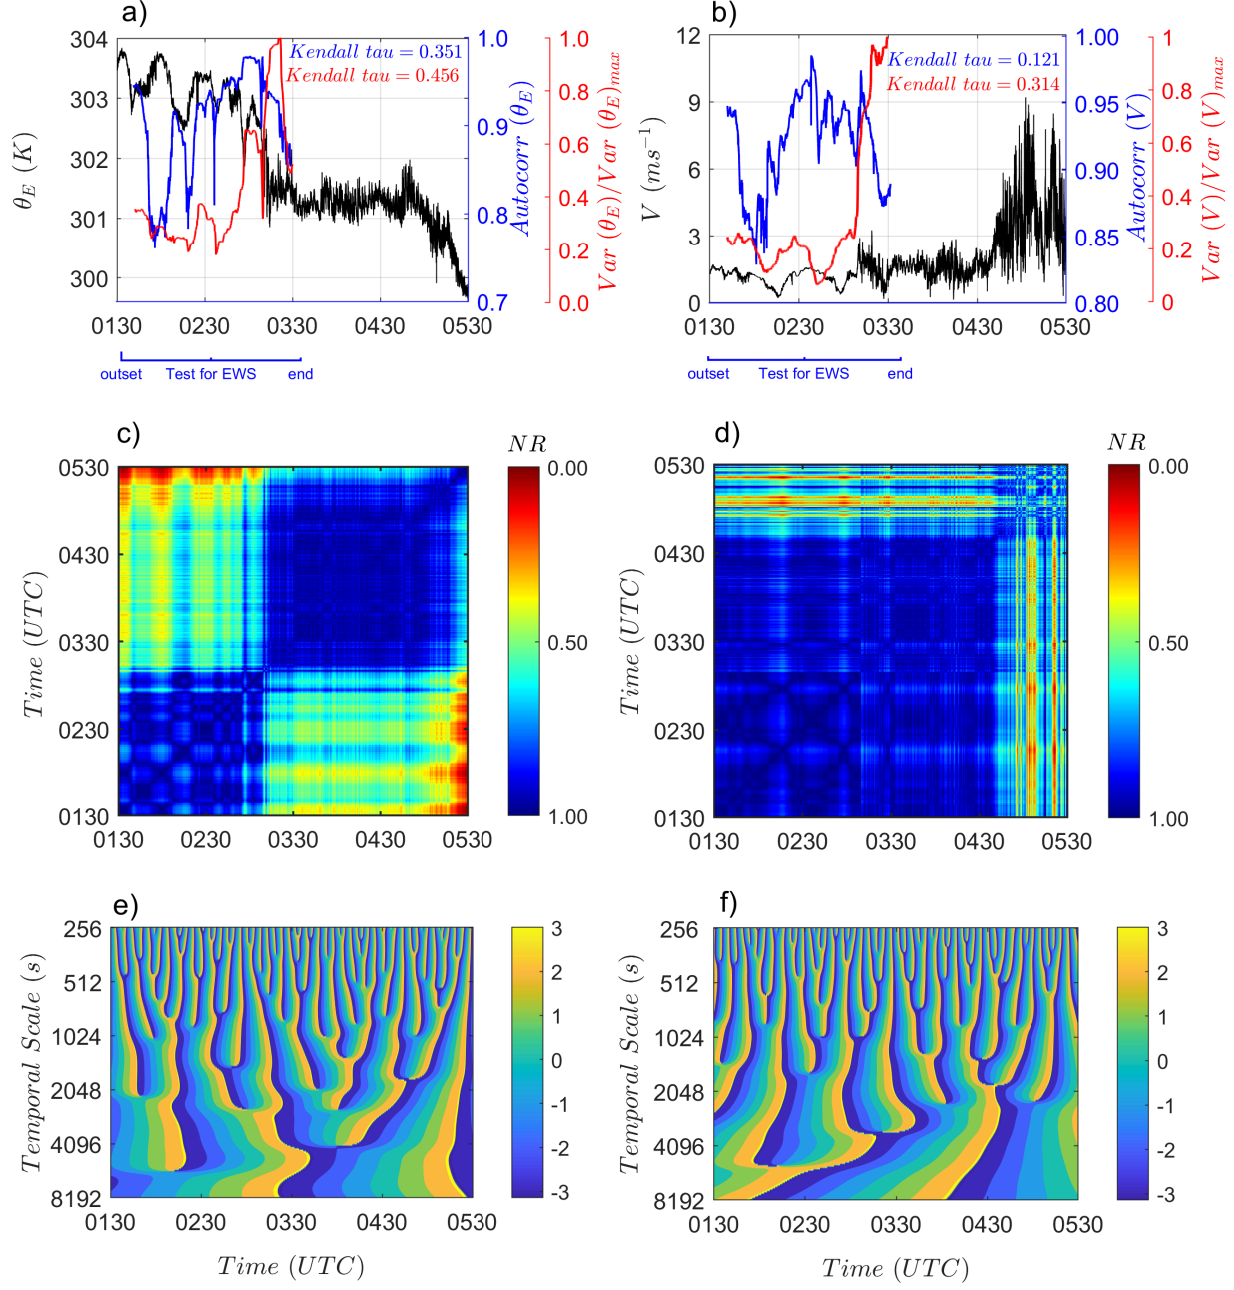 a)
304
303
302
301
300
θ_E (K)
Kendall tau = 0.351
Kendall tau = 0.456
1.0
0.9
0.8
0.7
Autocorr (θ_E)
1.0
0.8
0.6
0.4
0.2
0.0
Var (θ_E)/Var (θ_E)_max
0130 0230 0330 0430 0530
outset Test for EWS end
b)
12
9
6
3
0
V (ms⁻¹)
Kendall tau = 0.121
Kendall tau = 0.314
1.00
0.95
0.90
0.85
0.80
Autocorr (V)
1
0.8
0.6
0.4
0.2
0
Var (V)/Var (V)_max
0130 0230 0330 0430 0530
outset Test for EWS end
c)
NR
0530
0430
0330
0230
0130
Time (UTC)
0130 0230 0330 0430 0530
0.00
0.50
1.00
d)
NR
0530
0430
0330
0230
0130
Time (UTC)
0130 0230 0330 0430 0530
0.00
0.50
1.00
e)
256
512
1024
2048
4096
8192
Temporal Scale (s)
0130 0230 0330 0430 0530
Time (UTC)
3
2
1
0
-1
-2
-3
f)
256
512
1024
2048
4096
8192
Temporal Scale (s)
0130 0230 0330 0430 0530
Time (UTC)
3
2
1
0
-1
-2
-3